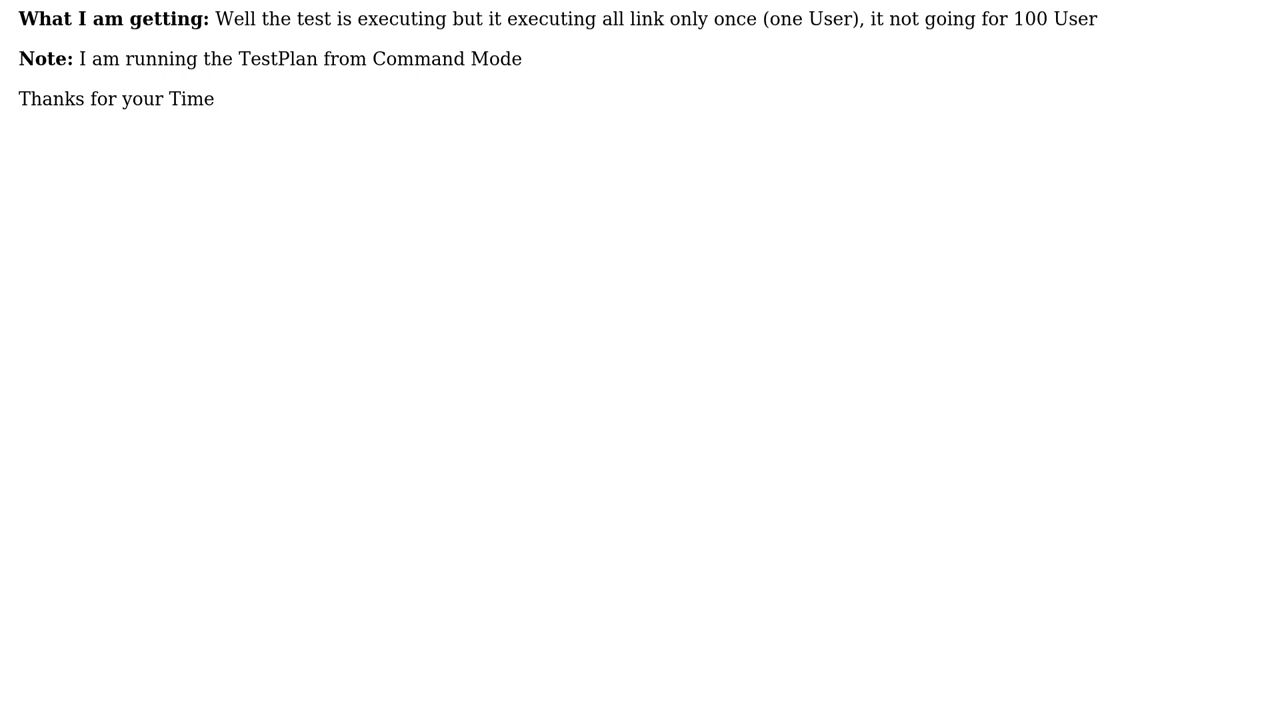 What I am getting: Well the test is executing but it executing all link only once (one User), it not going for 100 User
Note: I am running the TestPlan from Command Mode
Thanks for your Time